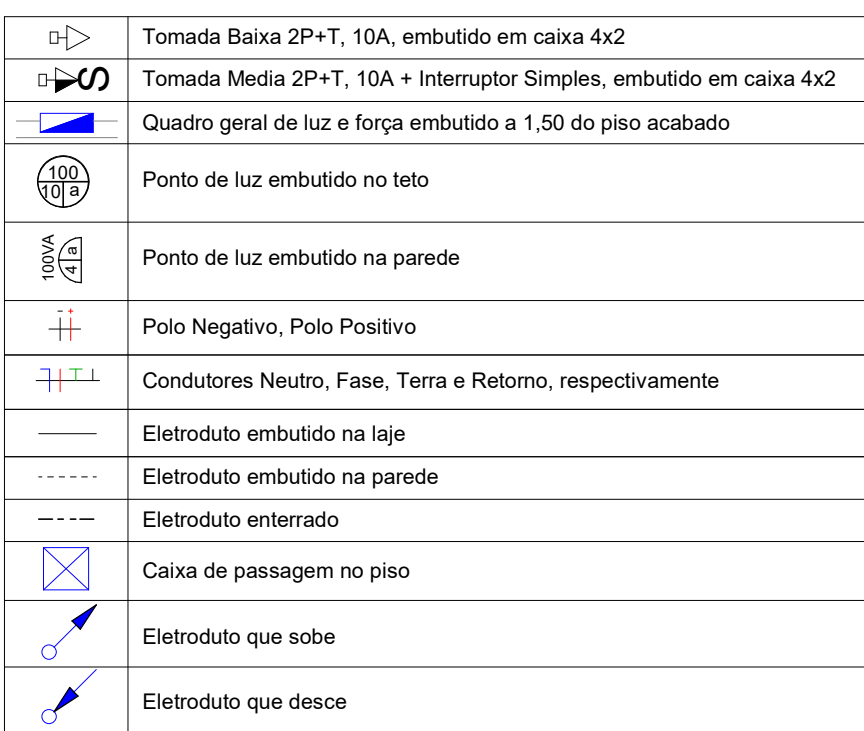 Tomada Baixa 2P+T, 10A, embutido em caixa 4x2
S Tomada Media 2P+T, 10A + Interruptor Simples, embutido em caixa 4x2
Quadro geral de luz e força embutido a 1,50 do piso acabado
100
10 a
Ponto de luz embutido no teto
100VA
4 a
Ponto de luz embutido na parede
- +
Polo Negativo, Polo Positivo
Condutores Neutro, Fase, Terra e Retorno, respectivamente
Eletroduto embutido na laje
Eletroduto embutido na parede
Eletroduto enterrado
Caixa de passagem no piso
Eletroduto que sobe
Eletroduto que desce